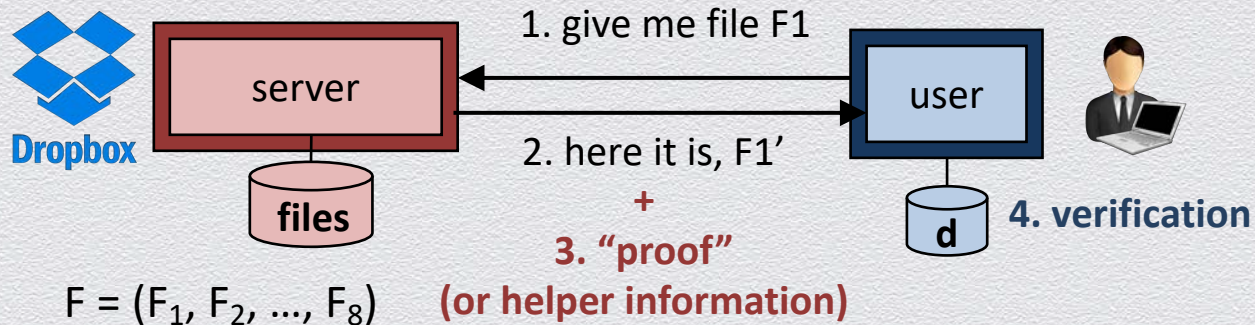 1. give me file F1
server
user
Dropbox
2. here it is, F1’
files
+
d
4. verification
3. “proof”
F = (F₁, F₂, ..., F₈)
(or helper information)